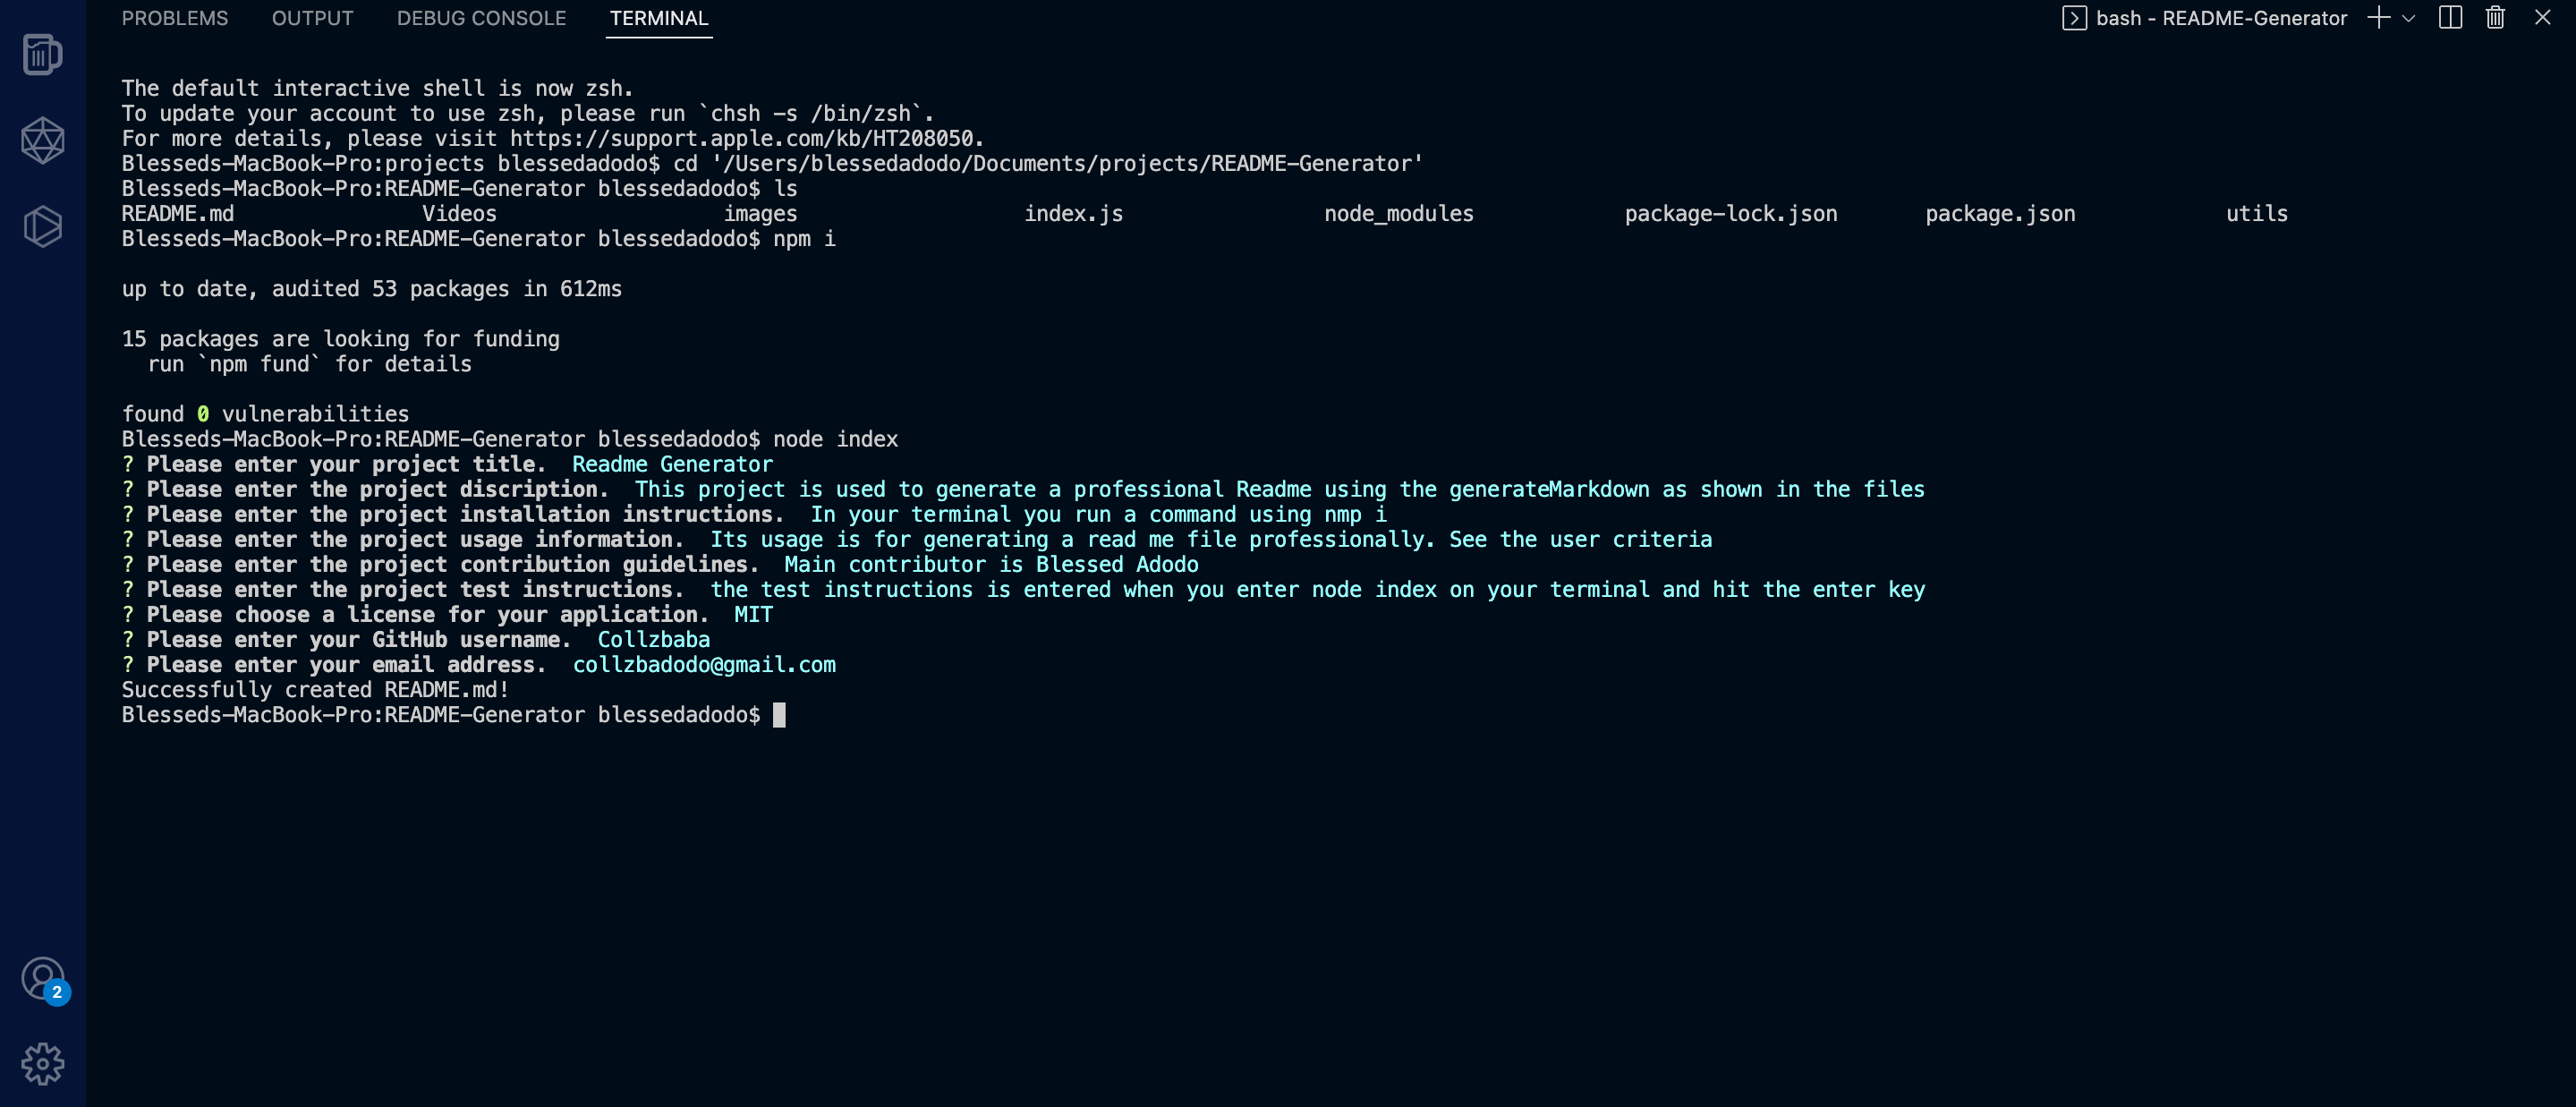 PROBLEMS OUTPUT DEBUG CONSOLE TERMINAL bash - README-Generator
The default interactive shell is now zsh.
To update your account to use zsh, please run `chsh -s /bin/zsh`.
For more details, please visit https://support.apple.com/kb/HT208050.
Blesseds-MacBook-Pro:projects blessedadodo$ cd '/Users/blessedadodo/Documents/projects/README-Generator'
Blesseds-MacBook-Pro:README-Generator blessedadodo$ ls
README.md Videos images index.js node_modules package-lock.json package.json utils
Blesseds-MacBook-Pro:README-Generator blessedadodo$ npm i
up to date, audited 53 packages in 612ms
15 packages are looking for funding
run `npm fund` for details
found 0 vulnerabilities
Blesseds-MacBook-Pro:README-Generator blessedadodo$ node index
? Please enter your project title. Readme Generator
? Please enter the project discription. This project is used to generate a professional Readme using the generateMarkdown as shown in the files
? Please enter the project installation instructions. In your terminal you run a command using nmp i
? Please enter the project usage information. Its usage is for generating a read me file professionally. See the user criteria
? Please enter the project contribution guidelines. Main contributor is Blessed Adodo
? Please enter the project test instructions. the test instructions is entered when you enter node index on your terminal and hit the enter key
? Please choose a license for your application. MIT
? Please enter your GitHub username. Collzbaba
? Please enter your email address. collzbadodo@gmail.com
Successfully created README.md!
Blesseds-MacBook-Pro:README-Generator blessedadodo$
2